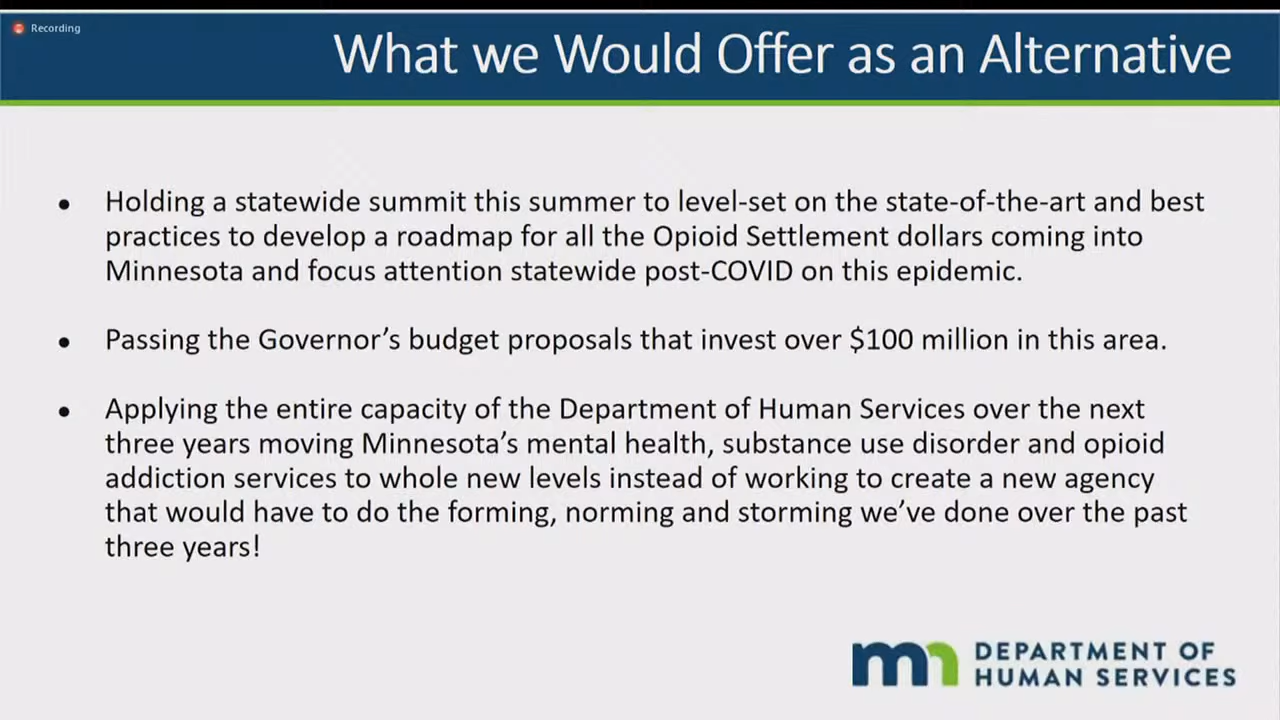 Recording
What we Would Offer as an Alternative
● Holding a statewide summit this summer to level-set on the state-of-the-art and best
practices to develop a roadmap for all the Opioid Settlement dollars coming into
Minnesota and focus attention statewide post-COVID on this epidemic.
● Passing the Governor’s budget proposals that invest over $100 million in this area.
● Applying the entire capacity of the Department of Human Services over the next
three years moving Minnesota’s mental health, substance use disorder and opioid
addiction services to whole new levels instead of working to create a new agency
that would have to do the forming, norming and storming we’ve done over the past
three years!
mn DEPARTMENT OF
HUMAN SERVICES